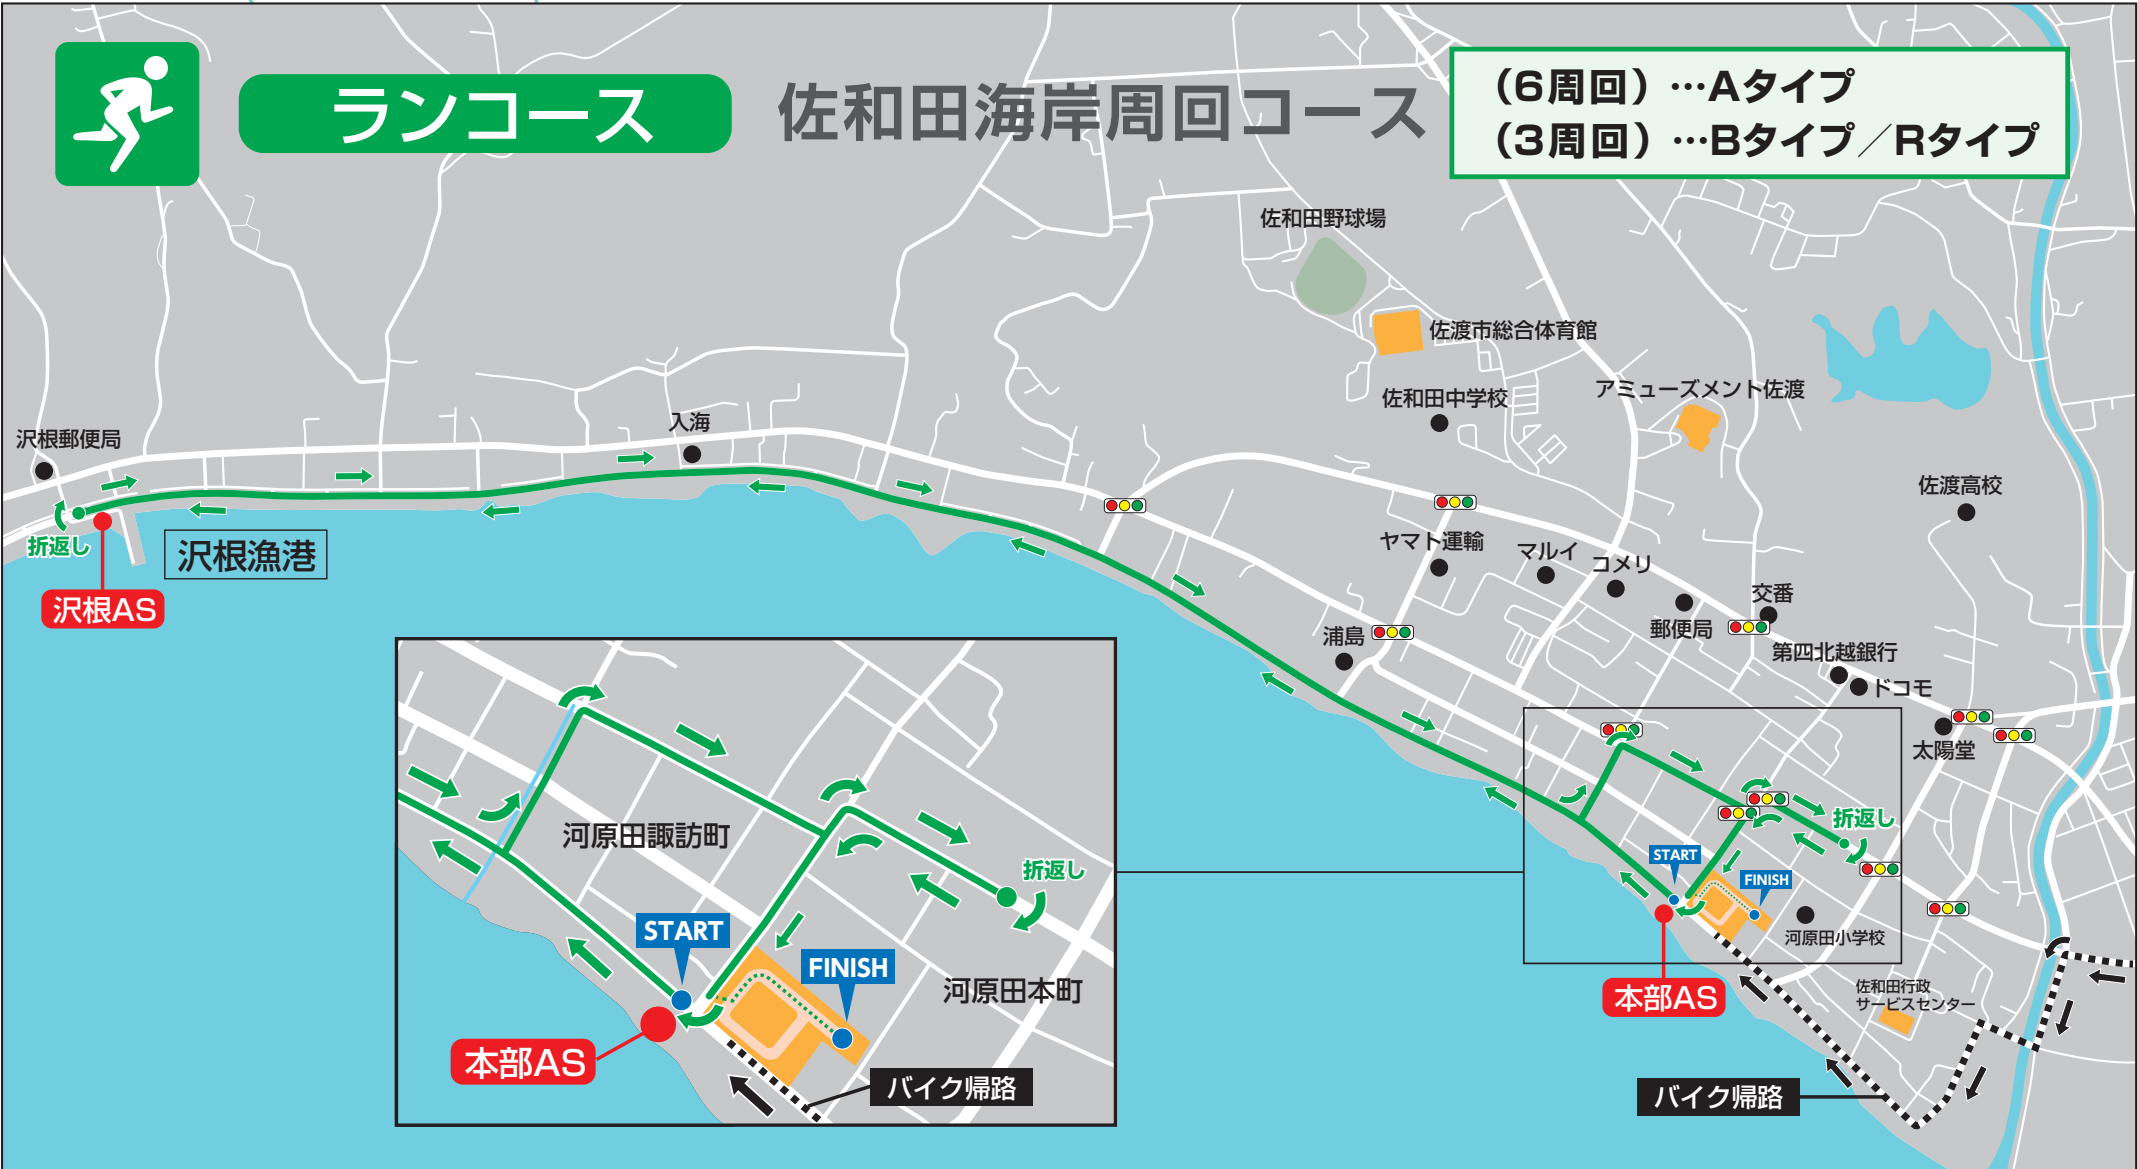 ランコース
佐和田海岸周回コース
（6周回）…Aタイプ
（3周回）…Bタイプ／Rタイプ
佐和田野球場
佐渡市総合体育館
佐和田中学校
アミューズメント佐渡
沢根郵便局
入海
佐渡高校
折返し
沢根漁港
沢根AS
ヤマト運輸
マルイ
コメリ
郵便局
交番
浦島
第四北越銀行
ドコモ
太陽堂
折返し
START
FINISH
河原田小学校
本部AS
佐和田行政
サービスセンター
バイク帰路
河原田諏訪町
折返し
START
FINISH
河原田本町
本部AS
バイク帰路